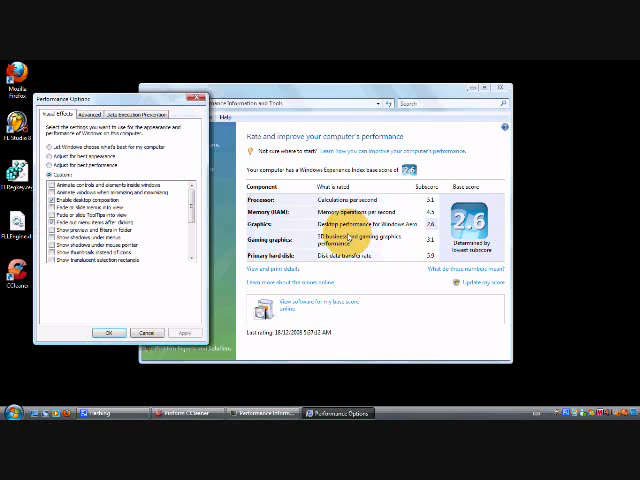 Mozilla
Firefox
FL Studio 8
FLRegkey...
FLEngine...
CCleaner
Performance Options
Visual Effects
Advanced
Data Execution Prevention
Select the settings you want to use for the appearance and
performance of Windows on this computer.
Let Windows choose what's best for my computer
Adjust for best appearance
Adjust for best performance
Custom:
Animate controls and elements inside windows
Animate windows when minimizing and maximizing
Enable desktop composition
Fade or slide menus into view
Fade or slide ToolTips into view
Fade out menu items after clicking
Show preview and filters in folder
Show shadows under menus
Show shadows under mouse pointer
Show thumbnails instead of icons
Show translucent selection rectangle
OK
Cancel
Apply
Performance Information and Tools
Search
Help
Rate and improve your computer's performance
Not sure where to start? Learn how you can improve your computer's performance.
Your computer has a Windows Experience Index base score of 2.6
Component What is rated Subscore Base score
Processor: Calculations per second
Memory (RAM): Memory operations per second 4.5
Graphics: Desktop performance for Windows Aero 2.6
Gaming graphics: 3D business and gaming graphics
performance 3.1
Primary hard disk: Disk data transfer rate 5.9
2.6
Determined by
lowest subscore
View and print details
What do these numbers mean?
Learn more about the scores online
Update my score
View software for my base score
online
Last rating: 18/12/2008 5:37:12 AM
Problem Reports and Solutions
Piriform CCleaner
Performance Inform...
Performance Options